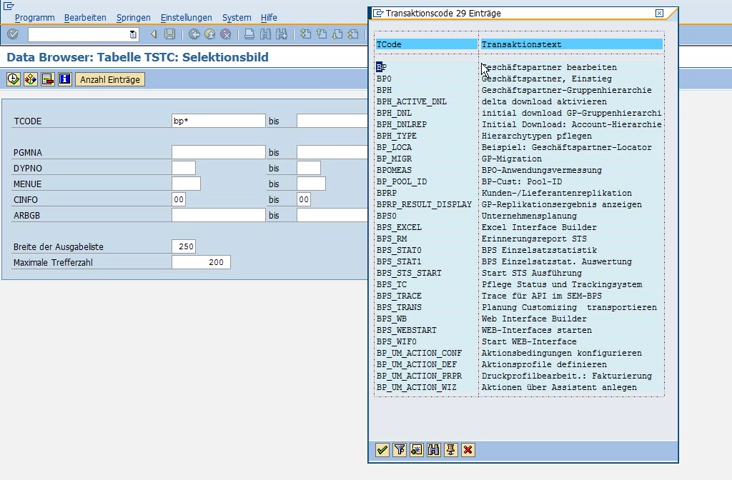 Programm Bearbeiten Springen Einstellungen System Hilfe
Data Browser: Tabelle TSTC: Selektionsbild
Anzahl Einträge
TCODE bp* bis
PGMNA bis
DYPNO bis
MENUE bis
CINFO 00 bis 00
ARBGB bis
Breite der Ausgabeliste 250
Maximale Trefferzahl 200
Transaktionscode 29 Einträge
TCode Transaktionstext
BP Geschäftspartner bearbeiten
BP0 Geschäftspartner, Einstieg
BPH Geschäftspartner-Gruppenhierarchie
BPH_ACTIVE_DNL delta download aktivieren
BPH_DNL initial download GP-Gruppenhierarchi
BPH_DNLREP Initial Download: Account-Hierarchie
BPH_TYPE Hierarchietypen pflegen
BP_LOCA Beispiel: Geschäftspartner-Locator
BP_MIGR GP-Migration
BPOMEAS BPO-Anwendungsvermessung
BP_POOL_ID BP-Cust: Pool-ID
BPRP Kunden-/Lieferantenreplikation
BPRP_RESULT_DISPLAY GP-Replikationsergebnis anzeigen
BPS0 Unternehmensplanung
BPS_EXCEL Excel Interface Builder
BPS_RM Erinnerungsreport STS
BPS_STAT0 BPS Einzelsatzstatistik
BPS_STAT1 BPS Einzelsatzstat. Auswertung
BPS_STS_START Start STS Ausführung
BPS_TC Pflege Status und Trackingsystem
BPS_TRACE Trace für API im SEM-BPS
BPS_TRANS Planung Customizing transportieren
BPS_WB Web Interface Builder
BPS_WEBSTART WEB-Interfaces starten
BPS_WIF0 Start WEB-Interface
BP_UM_ACTION_CONF Aktionsbedingungen konfigurieren
BP_UM_ACTION_DEF Aktionsprofile definieren
BP_UM_ACTION_PRPR Druckprofilbearbeit.: Fakturierung
BP_UM_ACTION_WIZ Aktionen über Assistent anlegen